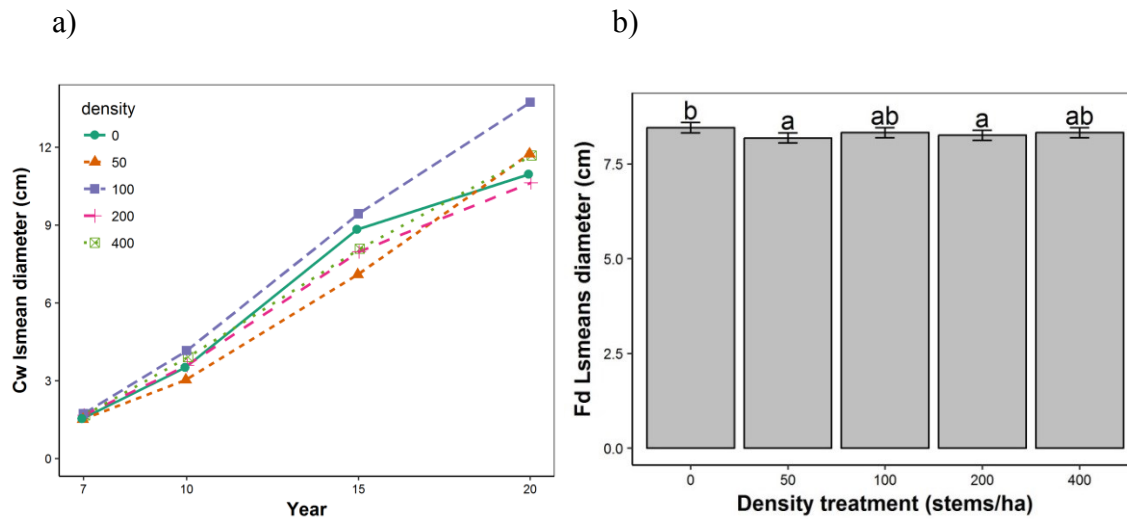 a)
Cw lsmean diameter (cm)
12
9
6
3
0
density
0
50
100
200
400
7
10
15
20
Year
b)
Fd Lsmeans diameter (cm)
7.5
5.0
2.5
0.0
b
a
ab
a
ab
0
50
100
200
400
Density treatment (stems/ha)